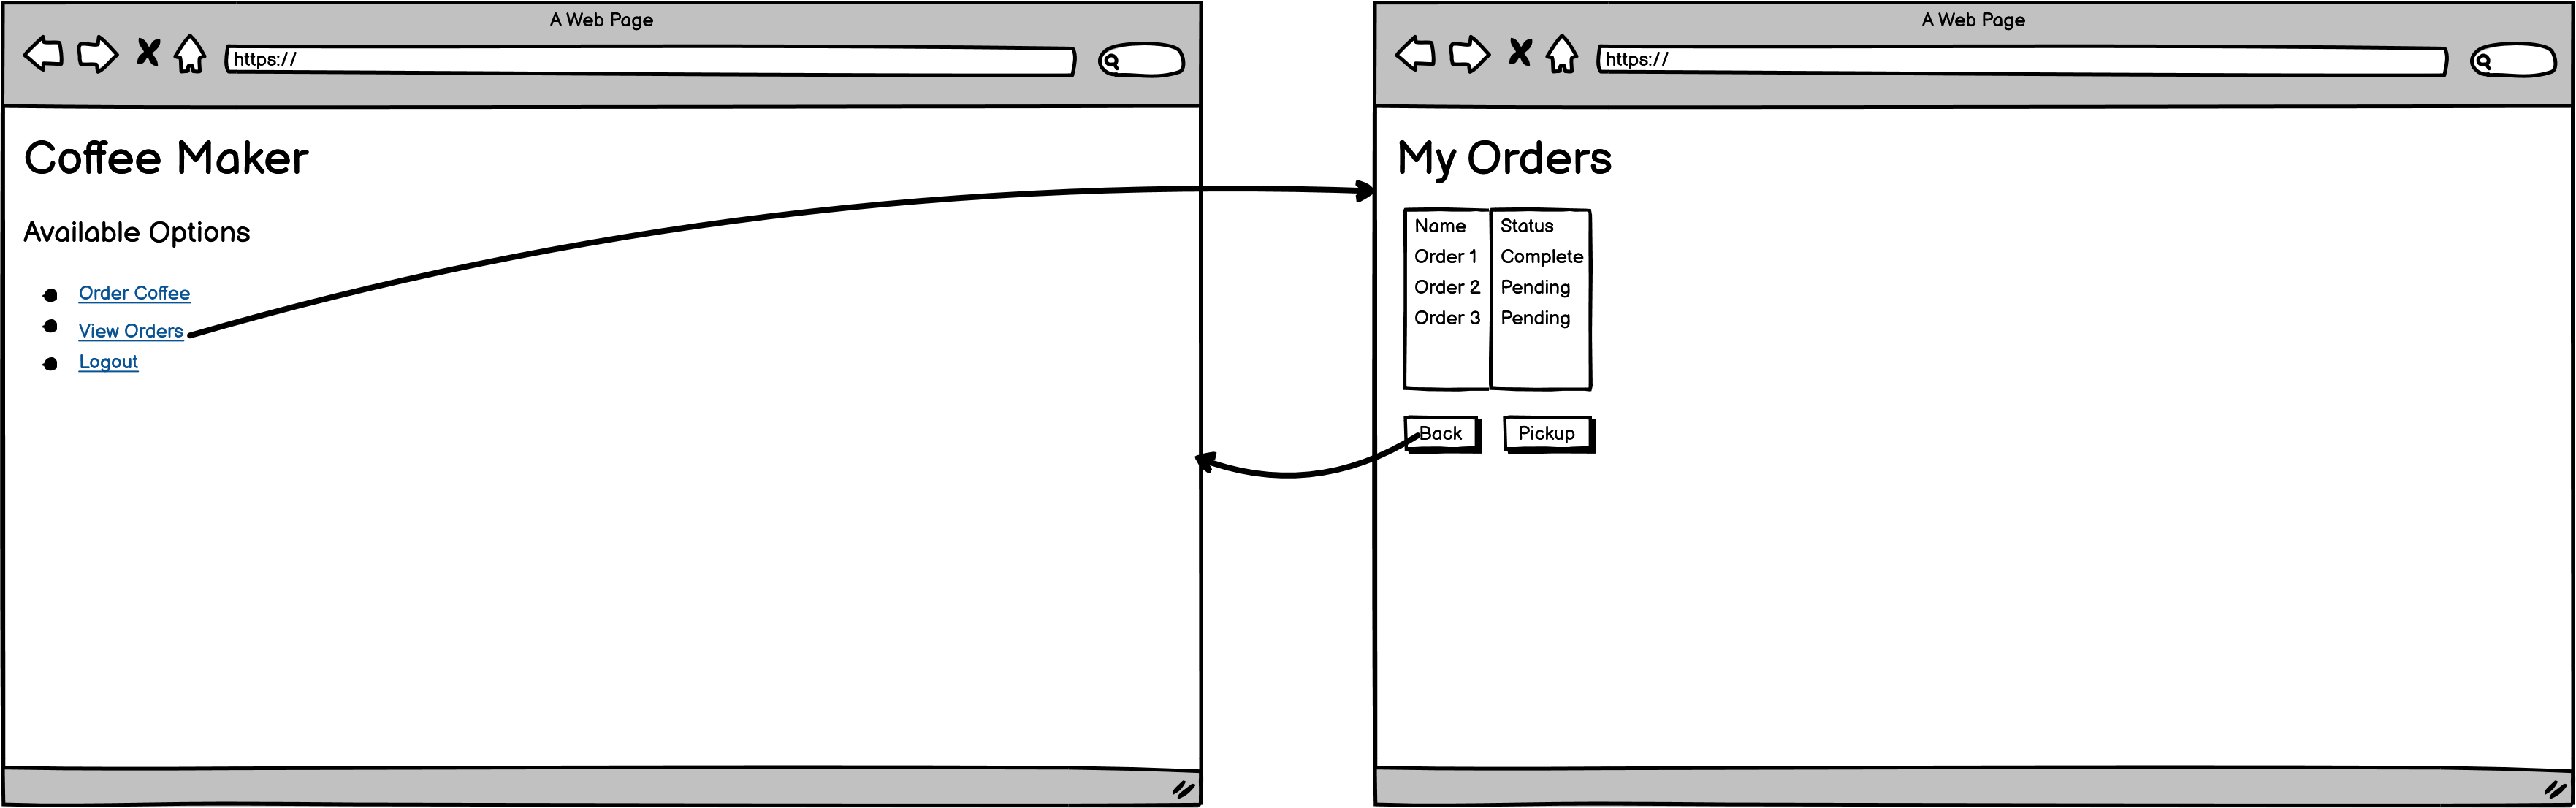 A Web Page
https://
Coffee Maker
Available Options
Order Coffee
View Orders
Logout
A Web Page
https://
My Orders
Name Status
Order 1 Complete
Order 2 Pending
Order 3 Pending
Back Pickup